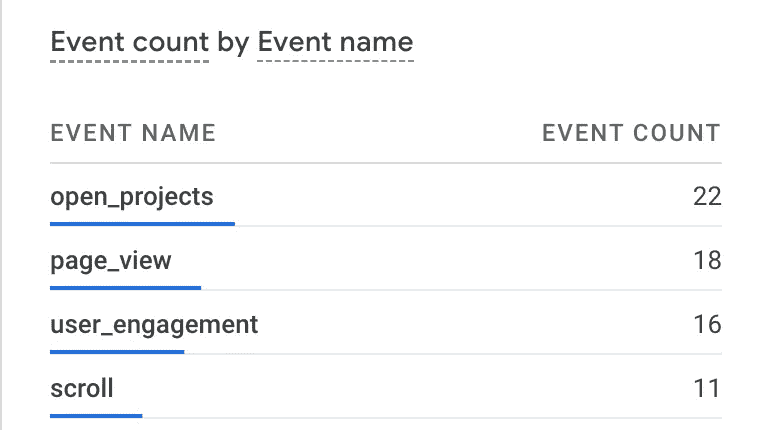 Event count by Event name
EVENT NAME EVENT COUNT
open_projects 22
page_view 18
user_engagement 16
scroll 11